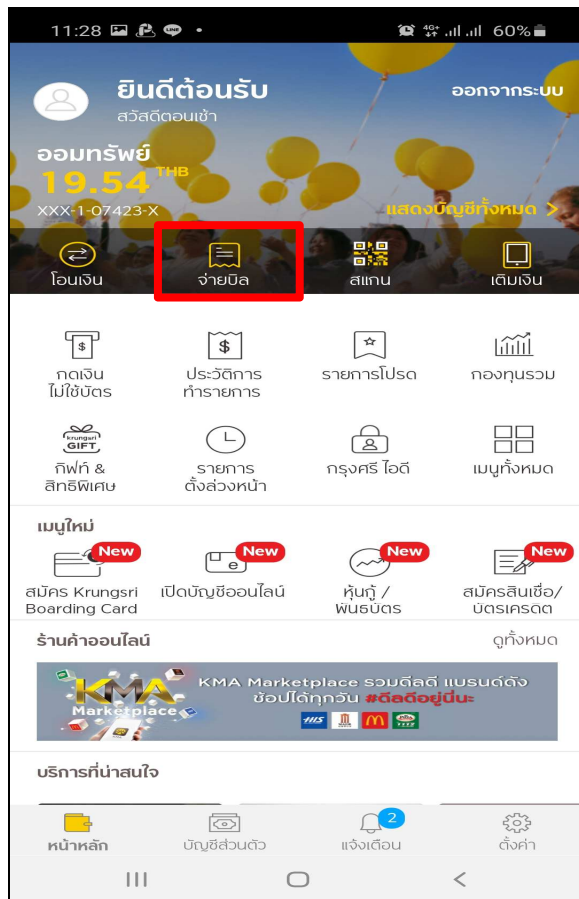 11:28 LINE 4G+ 60%
ยินดีต้อนรับ
ออกจากระบบ
สวัสดีตอนเช้า
ออมทรัพย์
19.54 THB
XXX-1-07423-X
แสดงบัญชีทั้งหมด >
โอนเงิน จ่ายบิล สแกน เติมเงิน
กดเงิน ประวัติการ รายการโปรด กองทุนรวม
ไม่ใช้บัตร ทำรายการ
krungsri
GIFT
กิฟท์ & รายการ กรุงศรี ไอดี เมนูทั้งหมด
สิทธิพิเศษ ตั้งล่วงหน้า
เมนูใหม่
New New New New
สมัคร Krungsri เปิดบัญชีออนไลน์ หุ้นกู้ / สมัครสินเชื่อ/
Boarding Card พันธบัตร บัตรเครดิต
ร้านค้าออนไลน์ ดูทั้งหมด
KMA
Marketplace
KMA Marketplace รวมดีลดี แบรนด์ดัง
ช้อปได้ทุกวัน #ดีลดีอยู่นี่นะ
บริการที่น่าสนใจ
2
หน้าหลัก บัญชีส่วนตัว แจ้งเตือน ตั้งค่า